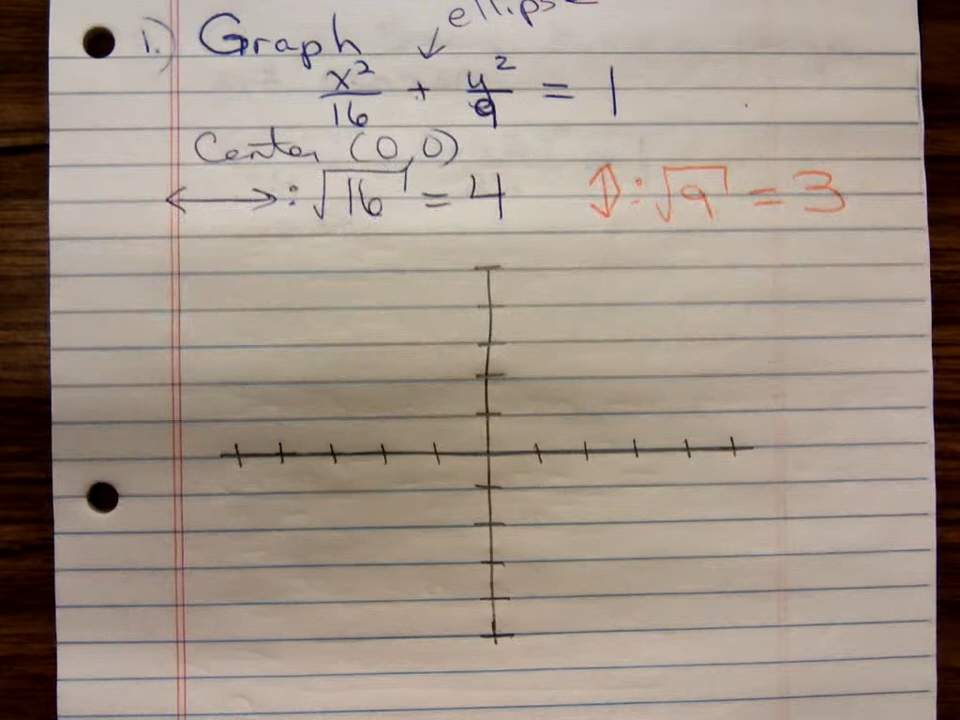 ellipse
1.) Graph ↓
x²/16 + y²/9 = 1
Center (0,0)
↔ : √16 = 4 ↕ : √9 = 3